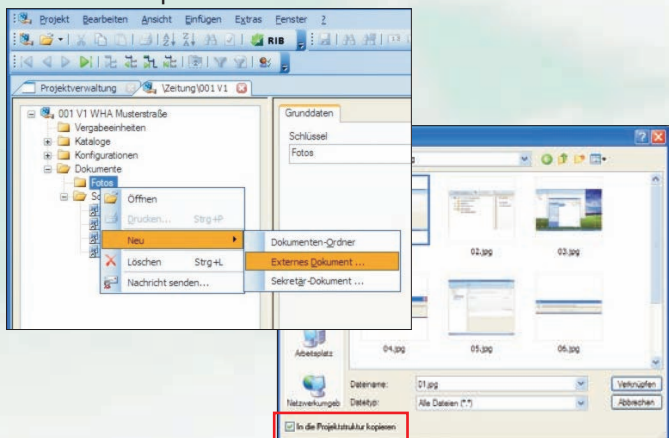 Projekt Bearbeiten Ansicht Einfügen Extras Fenster ?
RIB
Projektverwaltung \Zeitung\001 V1
001 V1 WHA Musterstraße
Vergabeeinheiten
Kataloge
Konfigurationen
Dokumente
Fotos
Öffnen
Drucken... Strg+P
Neu
Löschen Strg+L
Nachricht senden...
Dokumenten-Ordner
Externes Dokument ...
Sekretär-Dokument ...
Grunddaten
Schlüssel
Fotos
02.jpg
03.jpg
04.jpg
05.jpg
06.jpg
Arbeitsplatz
Netzwerkumgeb
Dateiname: 01.jpg Verknüpfen
Dateityp: Alle Dateien (*.*) Abbrechen
In die Projektstruktur kopieren